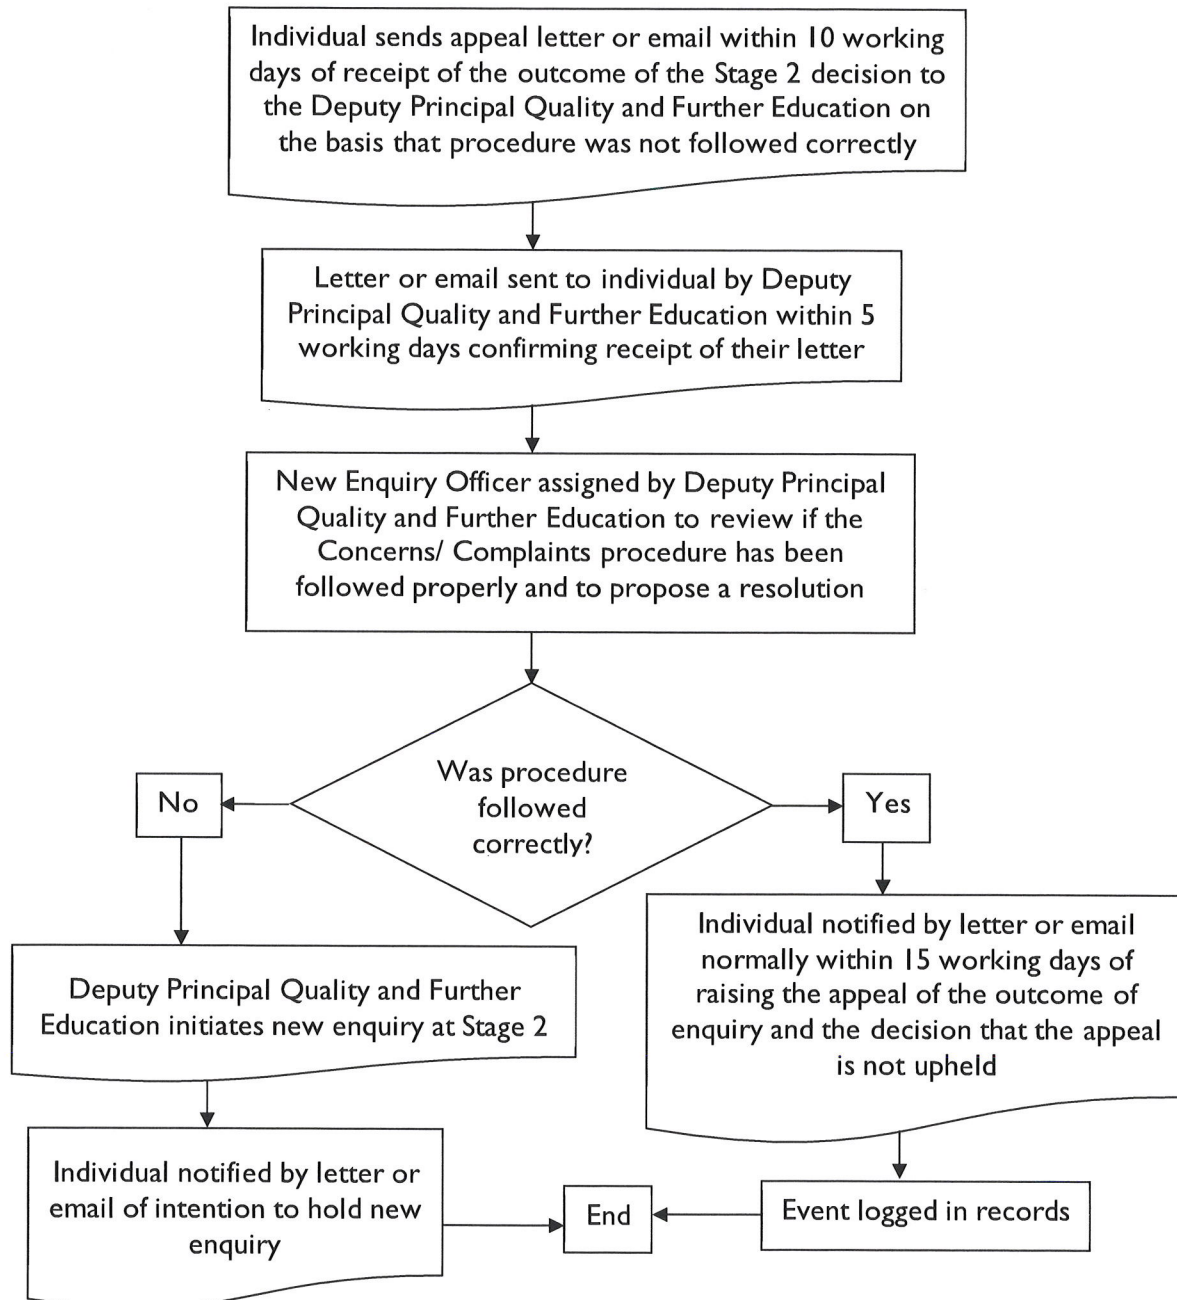 Individual sends appeal letter or email within 10 working
days of receipt of the outcome of the Stage 2 decision to
the Deputy Principal Quality and Further Education on
the basis that procedure was not followed correctly
Letter or email sent to individual by Deputy
Principal Quality and Further Education within 5
working days confirming receipt of their letter
New Enquiry Officer assigned by Deputy Principal
Quality and Further Education to review if the
Concerns/ Complaints procedure has been
followed properly and to propose a resolution
Was procedure
followed
correctly?
No
Yes
Deputy Principal Quality and Further
Education initiates new enquiry at Stage 2
Individual notified by letter or email
normally within 15 working days of
raising the appeal of the outcome of
enquiry and the decision that the appeal
is not upheld
Individual notified by letter or
email of intention to hold new
enquiry
End
Event logged in records